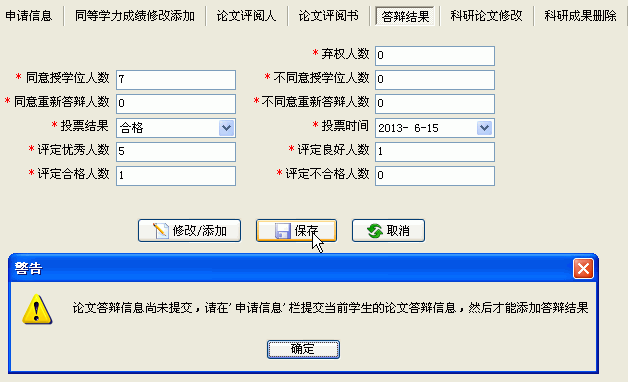 申请信息 同等学力成绩修改添加 论文评阅人 论文评阅书 答辩结果 科研论文修改 科研成果删除
* 弃权人数 0
* 同意授学位人数 7 * 不同意授学位人数 0
* 同意重新答辩人数 0 * 不同意重新答辩人数 0
* 投票结果 合格 * 投票时间 2013- 6-15
* 评定优秀人数 5 * 评定良好人数 1
* 评定合格人数 1 * 评定不合格人数 0
修改/添加 保存 取消
警告
论文答辩信息尚未提交，请在'申请信息'栏提交当前学生的论文答辩信息，然后才能添加答辩结果
确定